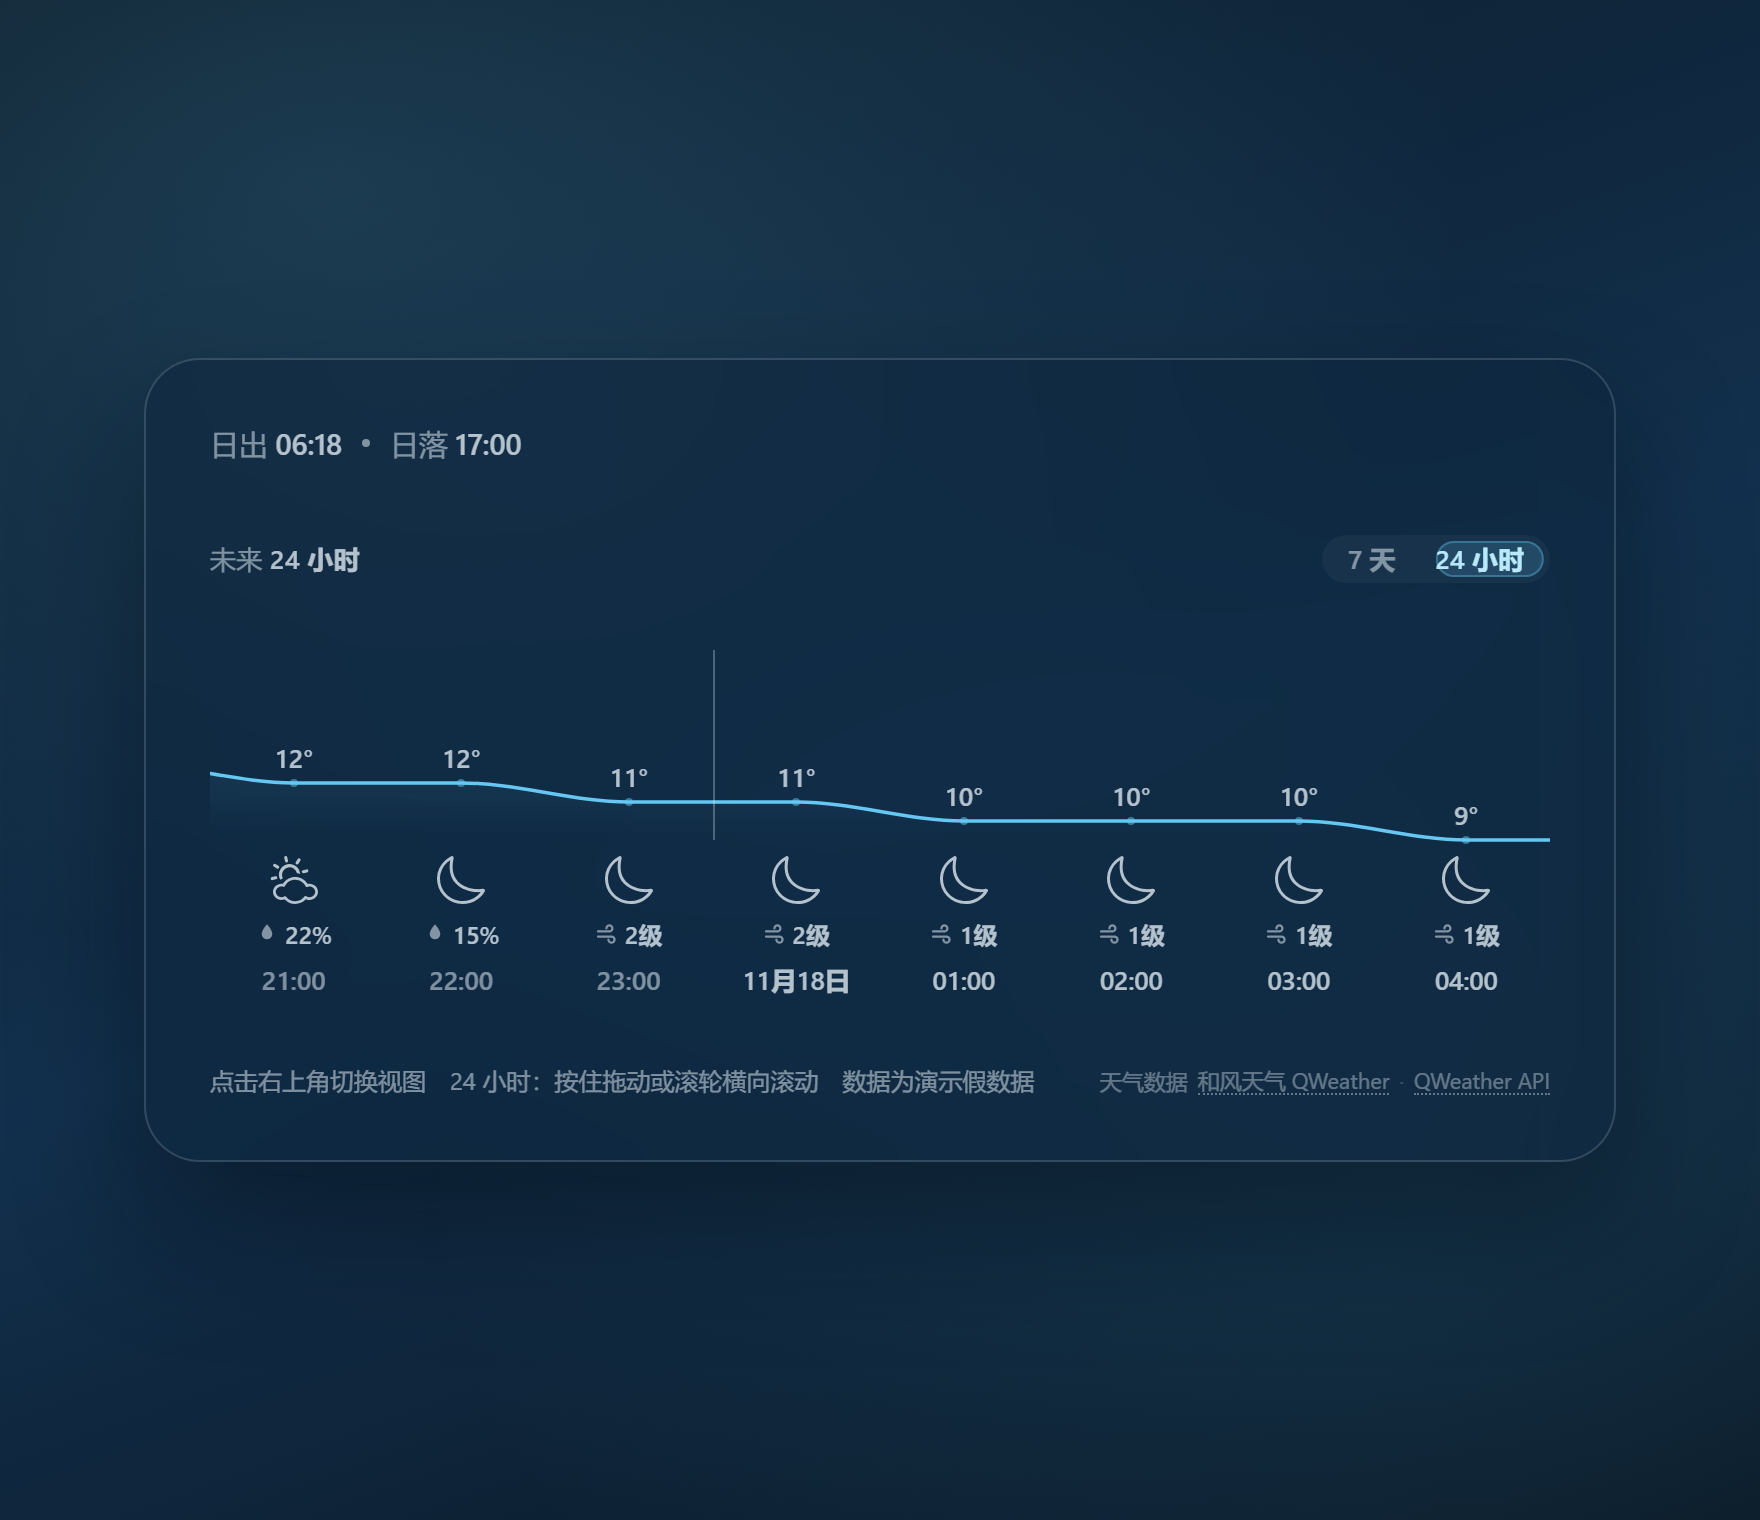 日出 06:18 • 日落 17:00
未来 24 小时
7 天 24 小时
12° 12° 11° 11° 10° 10° 10° 9°
22% 15% 2级 2级 1级 1级 1级 1级
21:00 22:00 23:00 11月18日 01:00 02:00 03:00 04:00
点击右上角切换视图 24 小时：按住拖动或滚轮横向滚动 数据为演示假数据
天气数据 和风天气 QWeather · QWeather API